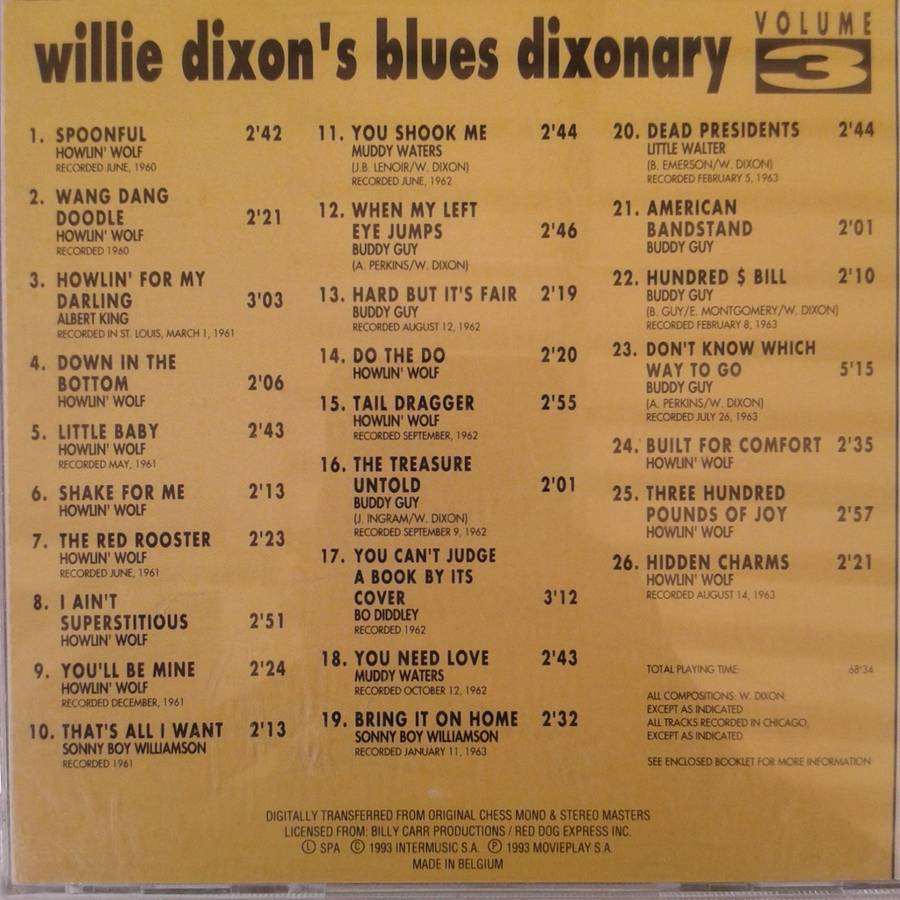 willie dixon's blues dixonary VOLUME 3
1. SPOONFUL 2'42
HOWLIN' WOLF
RECORDED JUNE, 1960
2. WANG DANG
DOODLE 2'21
HOWLIN' WOLF
RECORDED 1960
3. HOWLIN' FOR MY
DARLING 3'03
ALBERT KING
RECORDED IN ST. LOUIS, MARCH 1, 1961
4. DOWN IN THE
BOTTOM 2'06
HOWLIN' WOLF
5. LITTLE BABY 2'43
HOWLIN' WOLF
RECORDED MAY, 1961
6. SHAKE FOR ME 2'13
HOWLIN' WOLF
7. THE RED ROOSTER 2'23
HOWLIN' WOLF
RECORDED JUNE, 1961
8. I AIN'T
SUPERSTITIOUS 2'51
HOWLIN' WOLF
9. YOU'LL BE MINE 2'24
HOWLIN' WOLF
RECORDED DECEMBER, 1961
10. THAT'S ALL I WANT 2'13
SONNY BOY WILLIAMSON
RECORDED 1961
11. YOU SHOOK ME 2'44
MUDDY WATERS
(J.B. LENOIR/W. DIXON)
RECORDED JUNE, 1962
12. WHEN MY LEFT
EYE JUMPS 2'46
BUDDY GUY
(A. PERKINS/W. DIXON)
13. HARD BUT IT'S FAIR 2'19
BUDDY GUY
RECORDED AUGUST 12, 1962
14. DO THE DO 2'20
HOWLIN' WOLF
15. TAIL DRAGGER 2'55
HOWLIN' WOLF
RECORDED SEPTEMBER, 1962
16. THE TREASURE
UNTOLD 2'01
BUDDY GUY
(J. INGRAM/W. DIXON)
RECORDED SEPTEMBER 9, 1962
17. YOU CAN'T JUDGE
A BOOK BY ITS
COVER 3'12
BO DIDDLEY
RECORDED 1962
18. YOU NEED LOVE 2'43
MUDDY WATERS
RECORDED OCTOBER 12, 1962
19. BRING IT ON HOME 2'32
SONNY BOY WILLIAMSON
RECORDED JANUARY 11, 1963
20. DEAD PRESIDENTS 2'44
LITTLE WALTER
(B. EMERSON/W. DIXON)
RECORDED FEBRUARY 5, 1963
21. AMERICAN
BANDSTAND 2'01
BUDDY GUY
22. HUNDRED $ BILL 2'10
BUDDY GUY
(B. GUY/E. MONTGOMERY/W. DIXON)
RECORDED FEBRUARY 8, 1963
23. DON'T KNOW WHICH
WAY TO GO 5'15
BUDDY GUY
(A. PERKINS/W. DIXON)
RECORDED JULY 26, 1963
24. BUILT FOR COMFORT 2'35
HOWLIN' WOLF
25. THREE HUNDRED
POUNDS OF JOY 2'57
HOWLIN' WOLF
26. HIDDEN CHARMS 2'21
HOWLIN' WOLF
RECORDED AUGUST 14, 1963
TOTAL PLAYING TIME: 68'34
ALL COMPOSITIONS: W. DIXON,
EXCEPT AS INDICATED
ALL TRACKS RECORDED IN CHICAGO,
EXCEPT AS INDICATED
SEE ENCLOSED BOOKLET FOR MORE INFORMATION
DIGITALLY TRANSFERRED FROM ORIGINAL CHESS MONO & STEREO MASTERS
LICENSED FROM: BILLY CARR PRODUCTIONS / RED DOG EXPRESS INC.
Ⓛ SPA © 1993 INTERMUSIC S.A. ℗ 1993 MOVIEPLAY S.A.
MADE IN BELGIUM